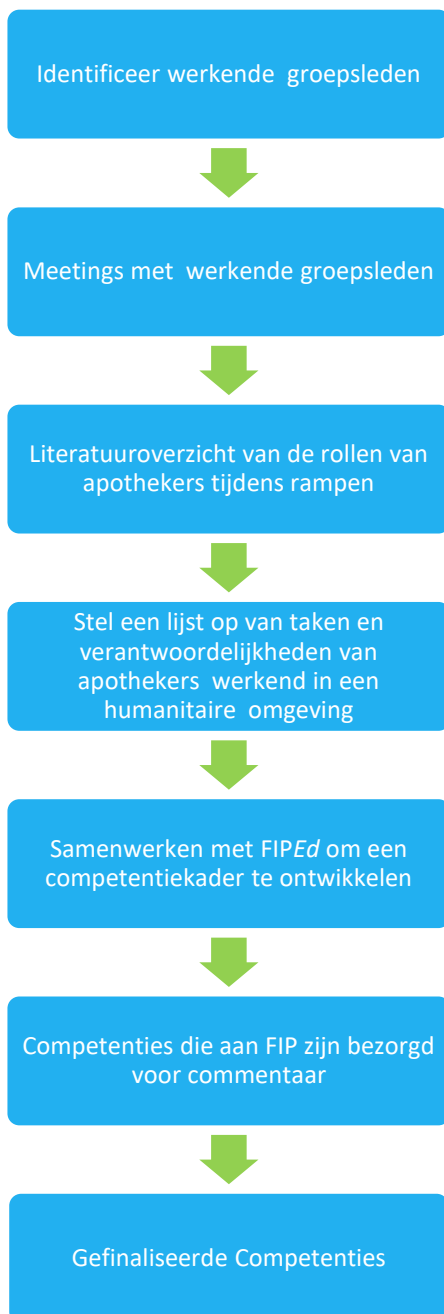 Identificeer werkende groepsleden
Meetings met werkende groepsleden
Literatuuroverzicht van de rollen van
apothekers tijdens rampen
Stel een lijst op van taken en
verantwoordelijkheden van
apothekers werkend in een
humanitaire omgeving
Samenwerken met FIPEd om een
competentiekader te ontwikkelen
Competenties die aan FIP zijn bezorgd
voor commentaar
Gefinaliseerde Competenties